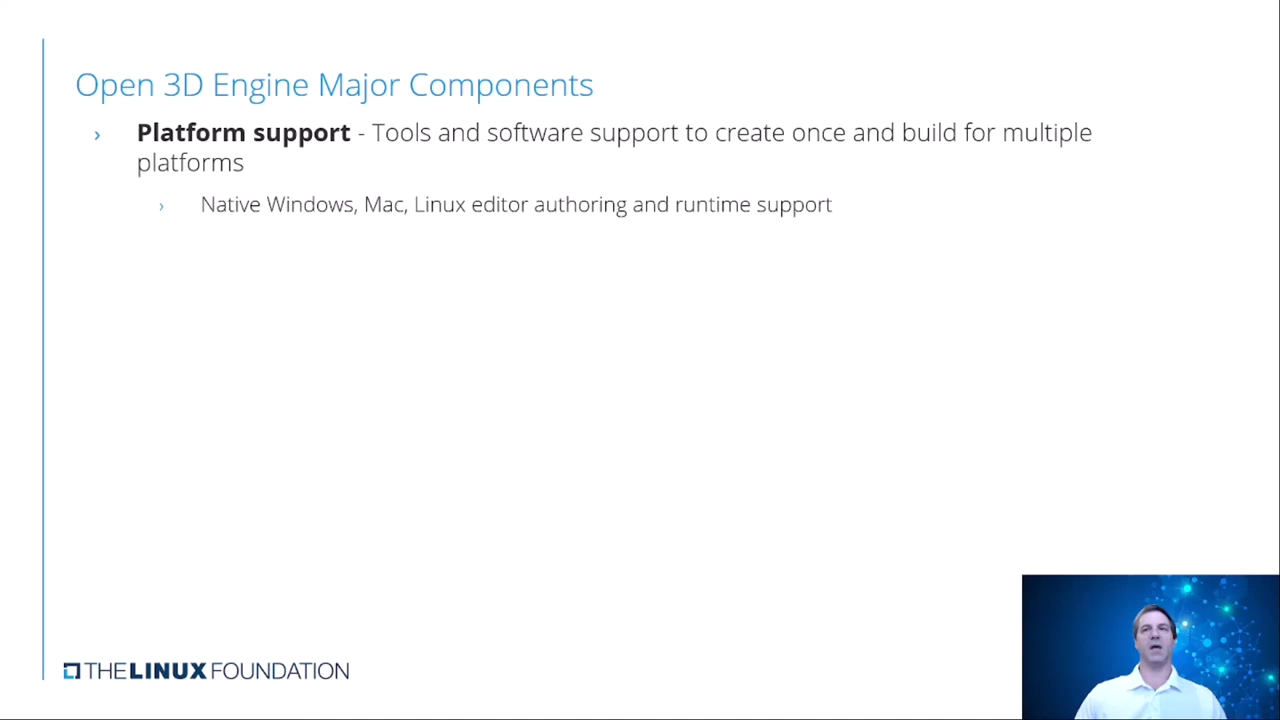 Open 3D Engine Major Components
› Platform support - Tools and software support to create once and build for multiple
platforms
› Native Windows, Mac, Linux editor authoring and runtime support
THE LINUX FOUNDATION